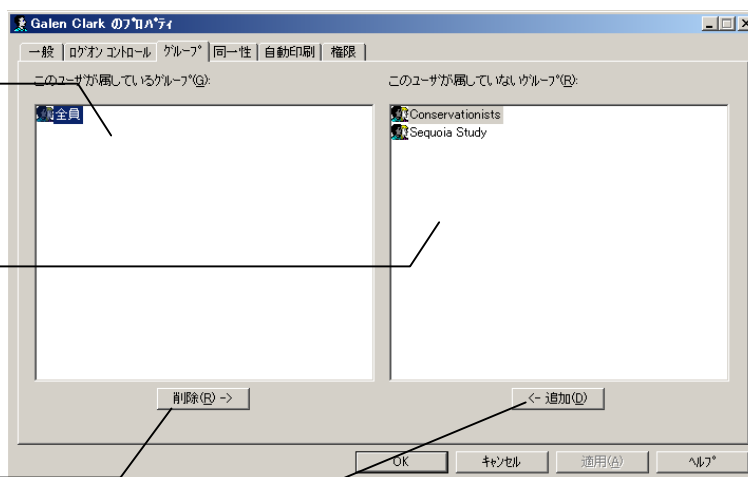 Galen Clark のﾌﾟﾛﾊﾟﾃｨ
一般 ﾛｸﾞｵﾝ ｺﾝﾄﾛｰﾙ ｸﾞﾙｰﾌﾟ 同一性 自動印刷 権限
このﾕｰｻﾞが属しているｸﾞﾙｰﾌﾟ(G): このﾕｰｻﾞが属していないｸﾞﾙｰﾌﾟ(R):
全員
Conservationists
Sequoia Study
削除(R) -> <- 追加(D)
OK ｷｬﾝｾﾙ 適用(A) ﾍﾙﾌﾟ